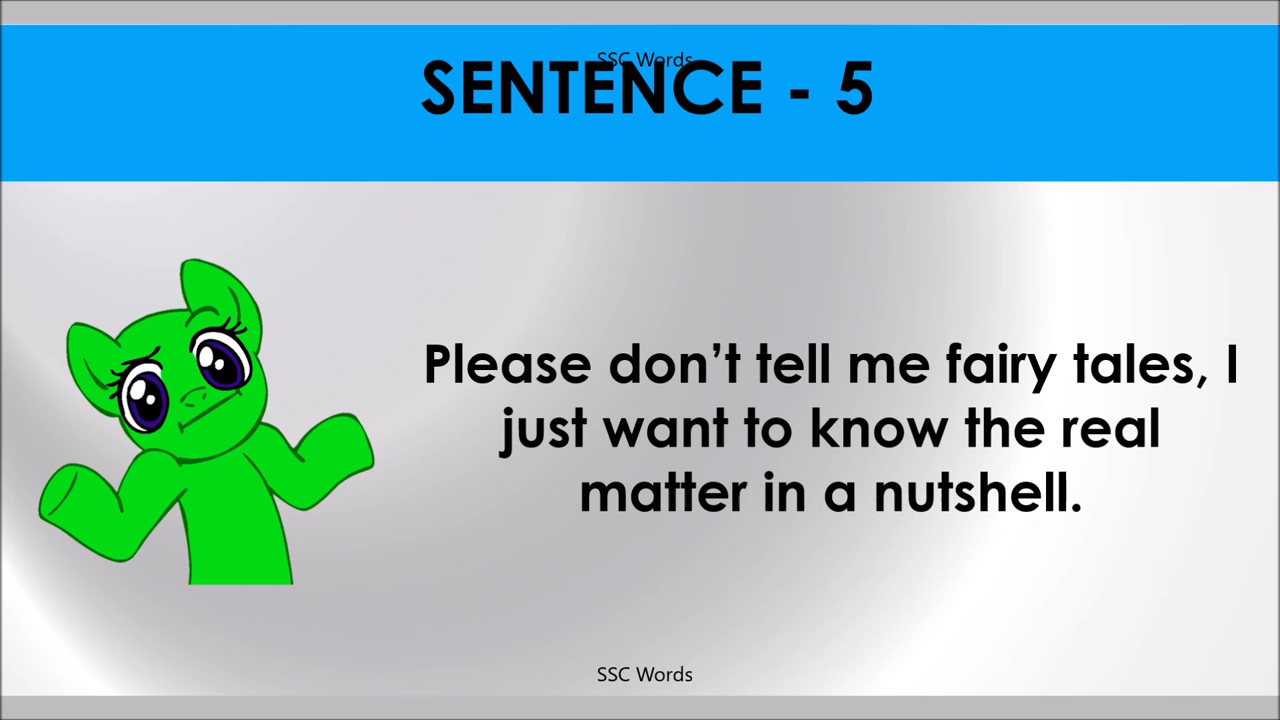 SSC Words
SENTENCE - 5
Please don’t tell me fairy tales, I
just want to know the real
matter in a nutshell.
SSC Words